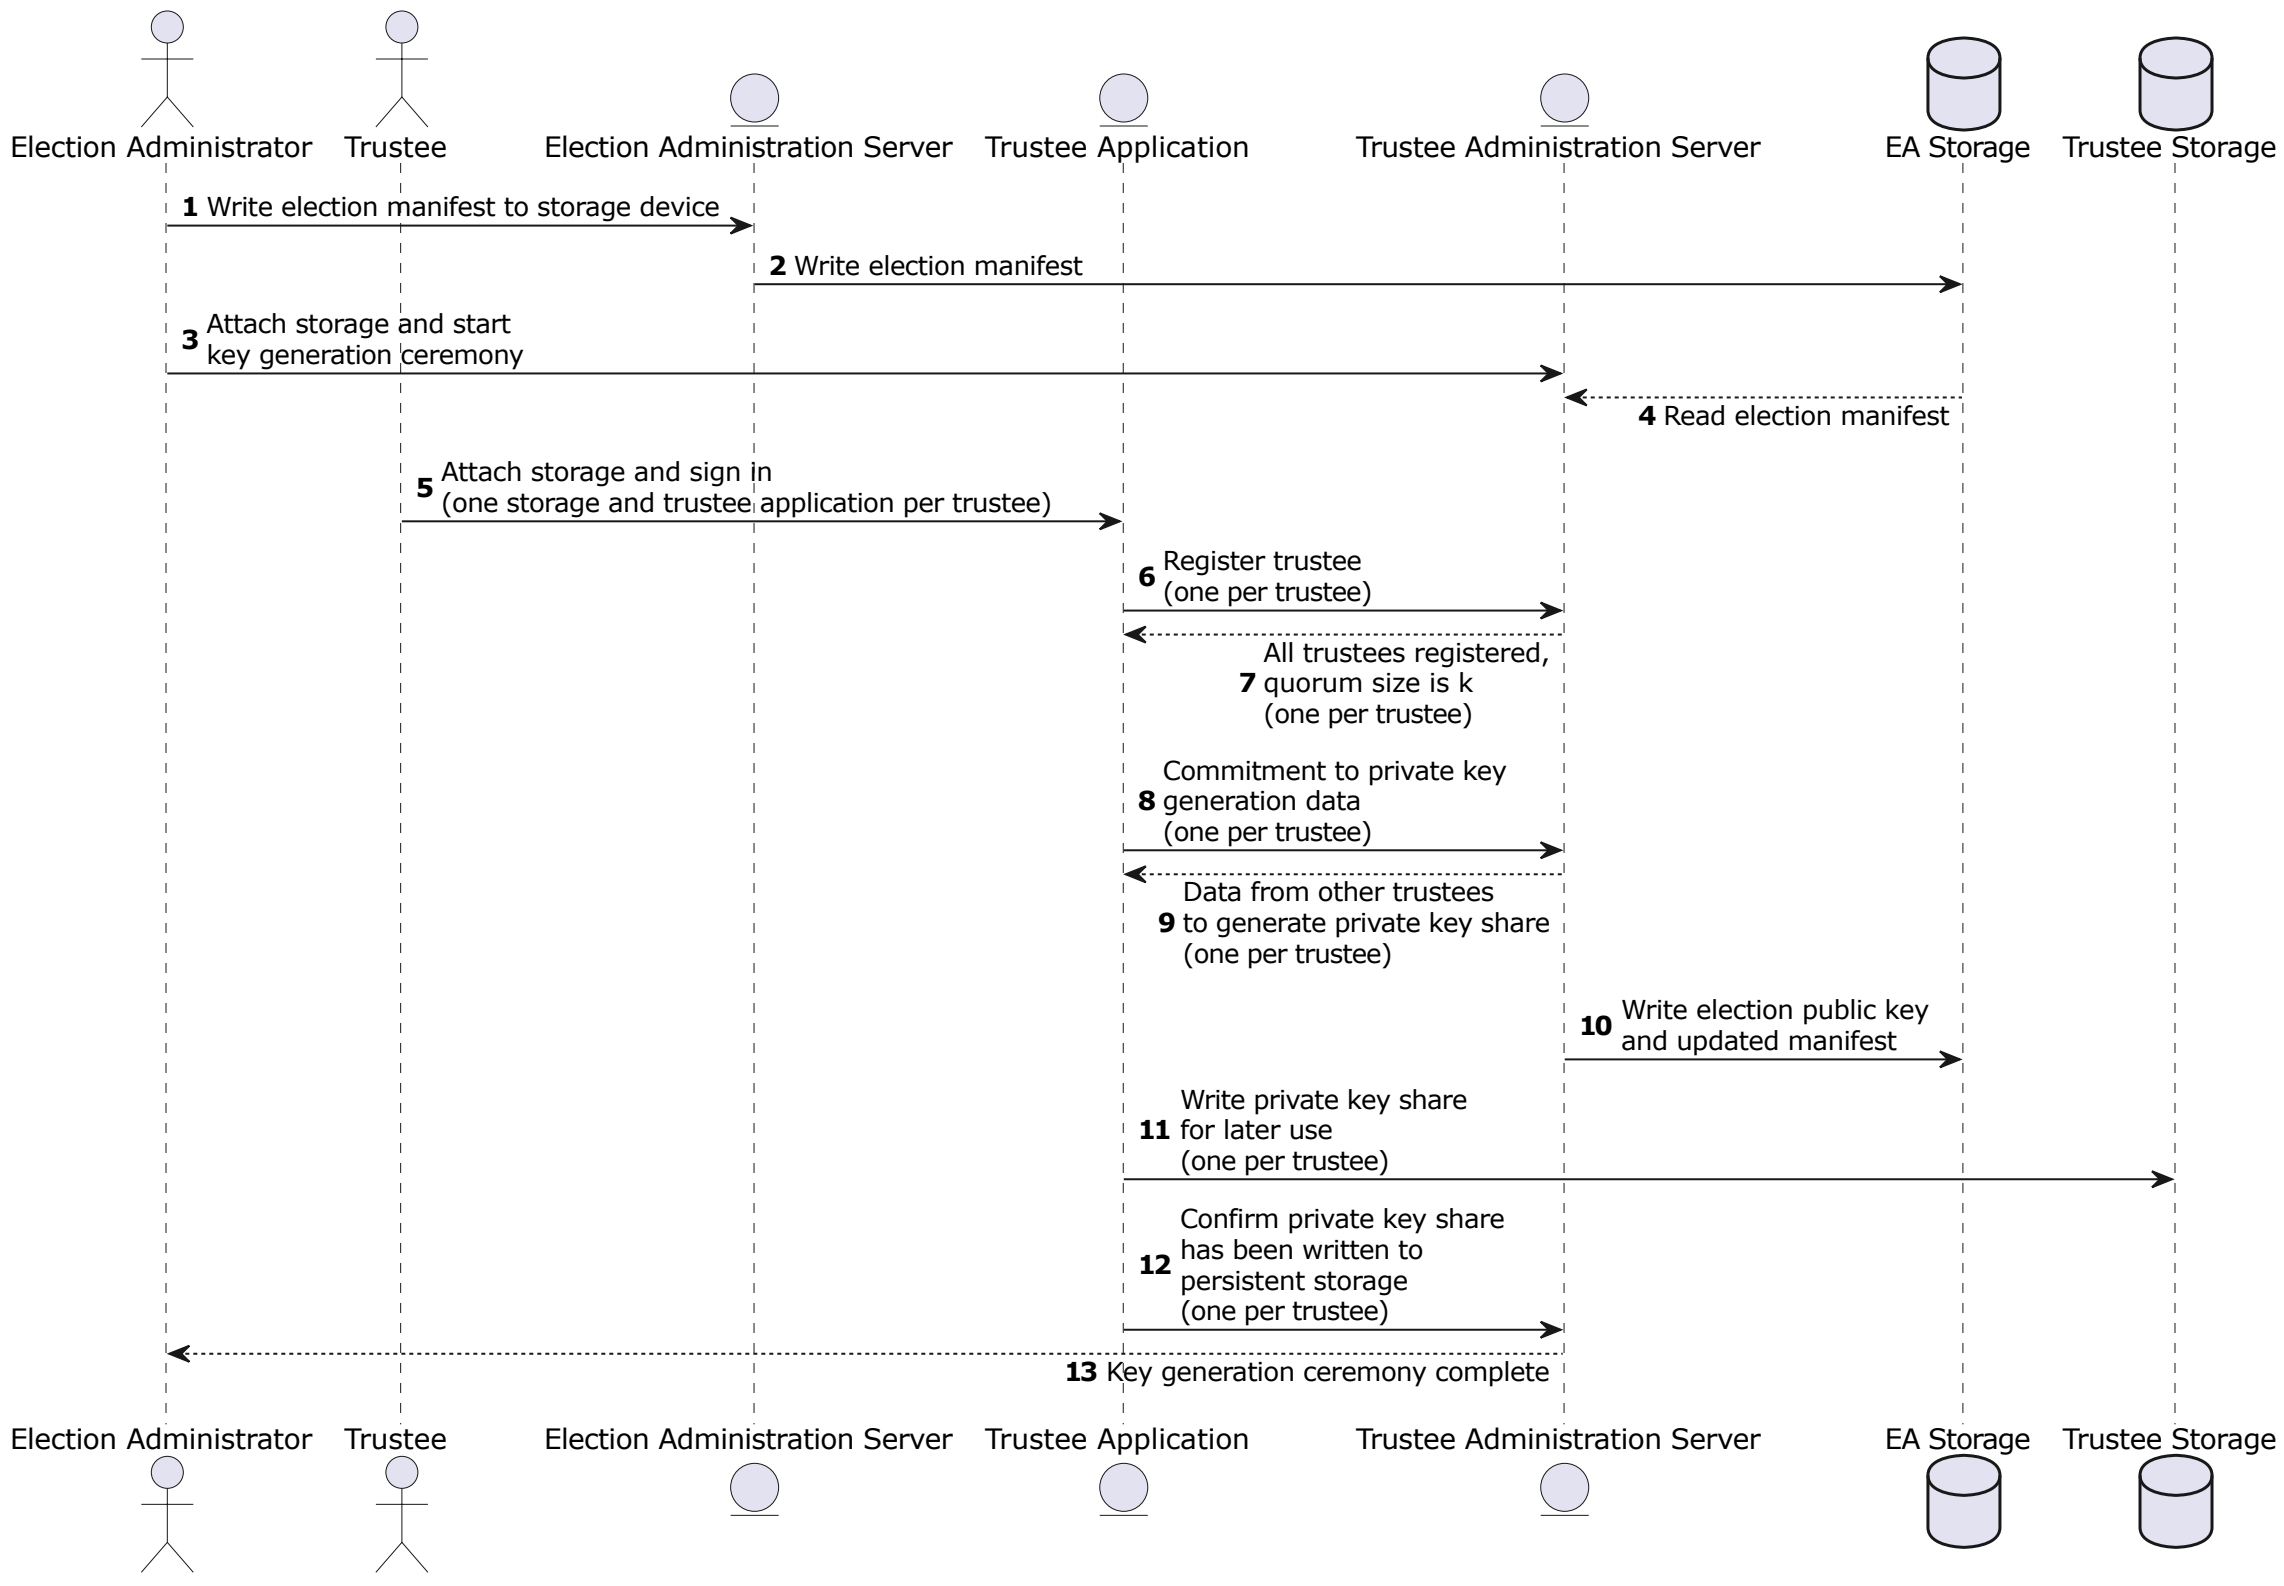 Election Administrator Trustee Election Administration Server Trustee Application Trustee Administration Server EA Storage Trustee Storage
1 Write election manifest to storage device
2 Write election manifest
3 Attach storage and start
key generation ceremony
4 Read election manifest
5 Attach storage and sign in
(one storage and trustee application per trustee)
6 Register trustee
(one per trustee)
All trustees registered,
7 quorum size is k
(one per trustee)
Commitment to private key
8 generation data
(one per trustee)
Data from other trustees
9 to generate private key share
(one per trustee)
10 Write election public key
and updated manifest
Write private key share
11 for later use
(one per trustee)
Confirm private key share
has been written to
12 persistent storage
(one per trustee)
13 Key generation ceremony complete
Election Administrator Trustee Election Administration Server Trustee Application Trustee Administration Server EA Storage Trustee Storage